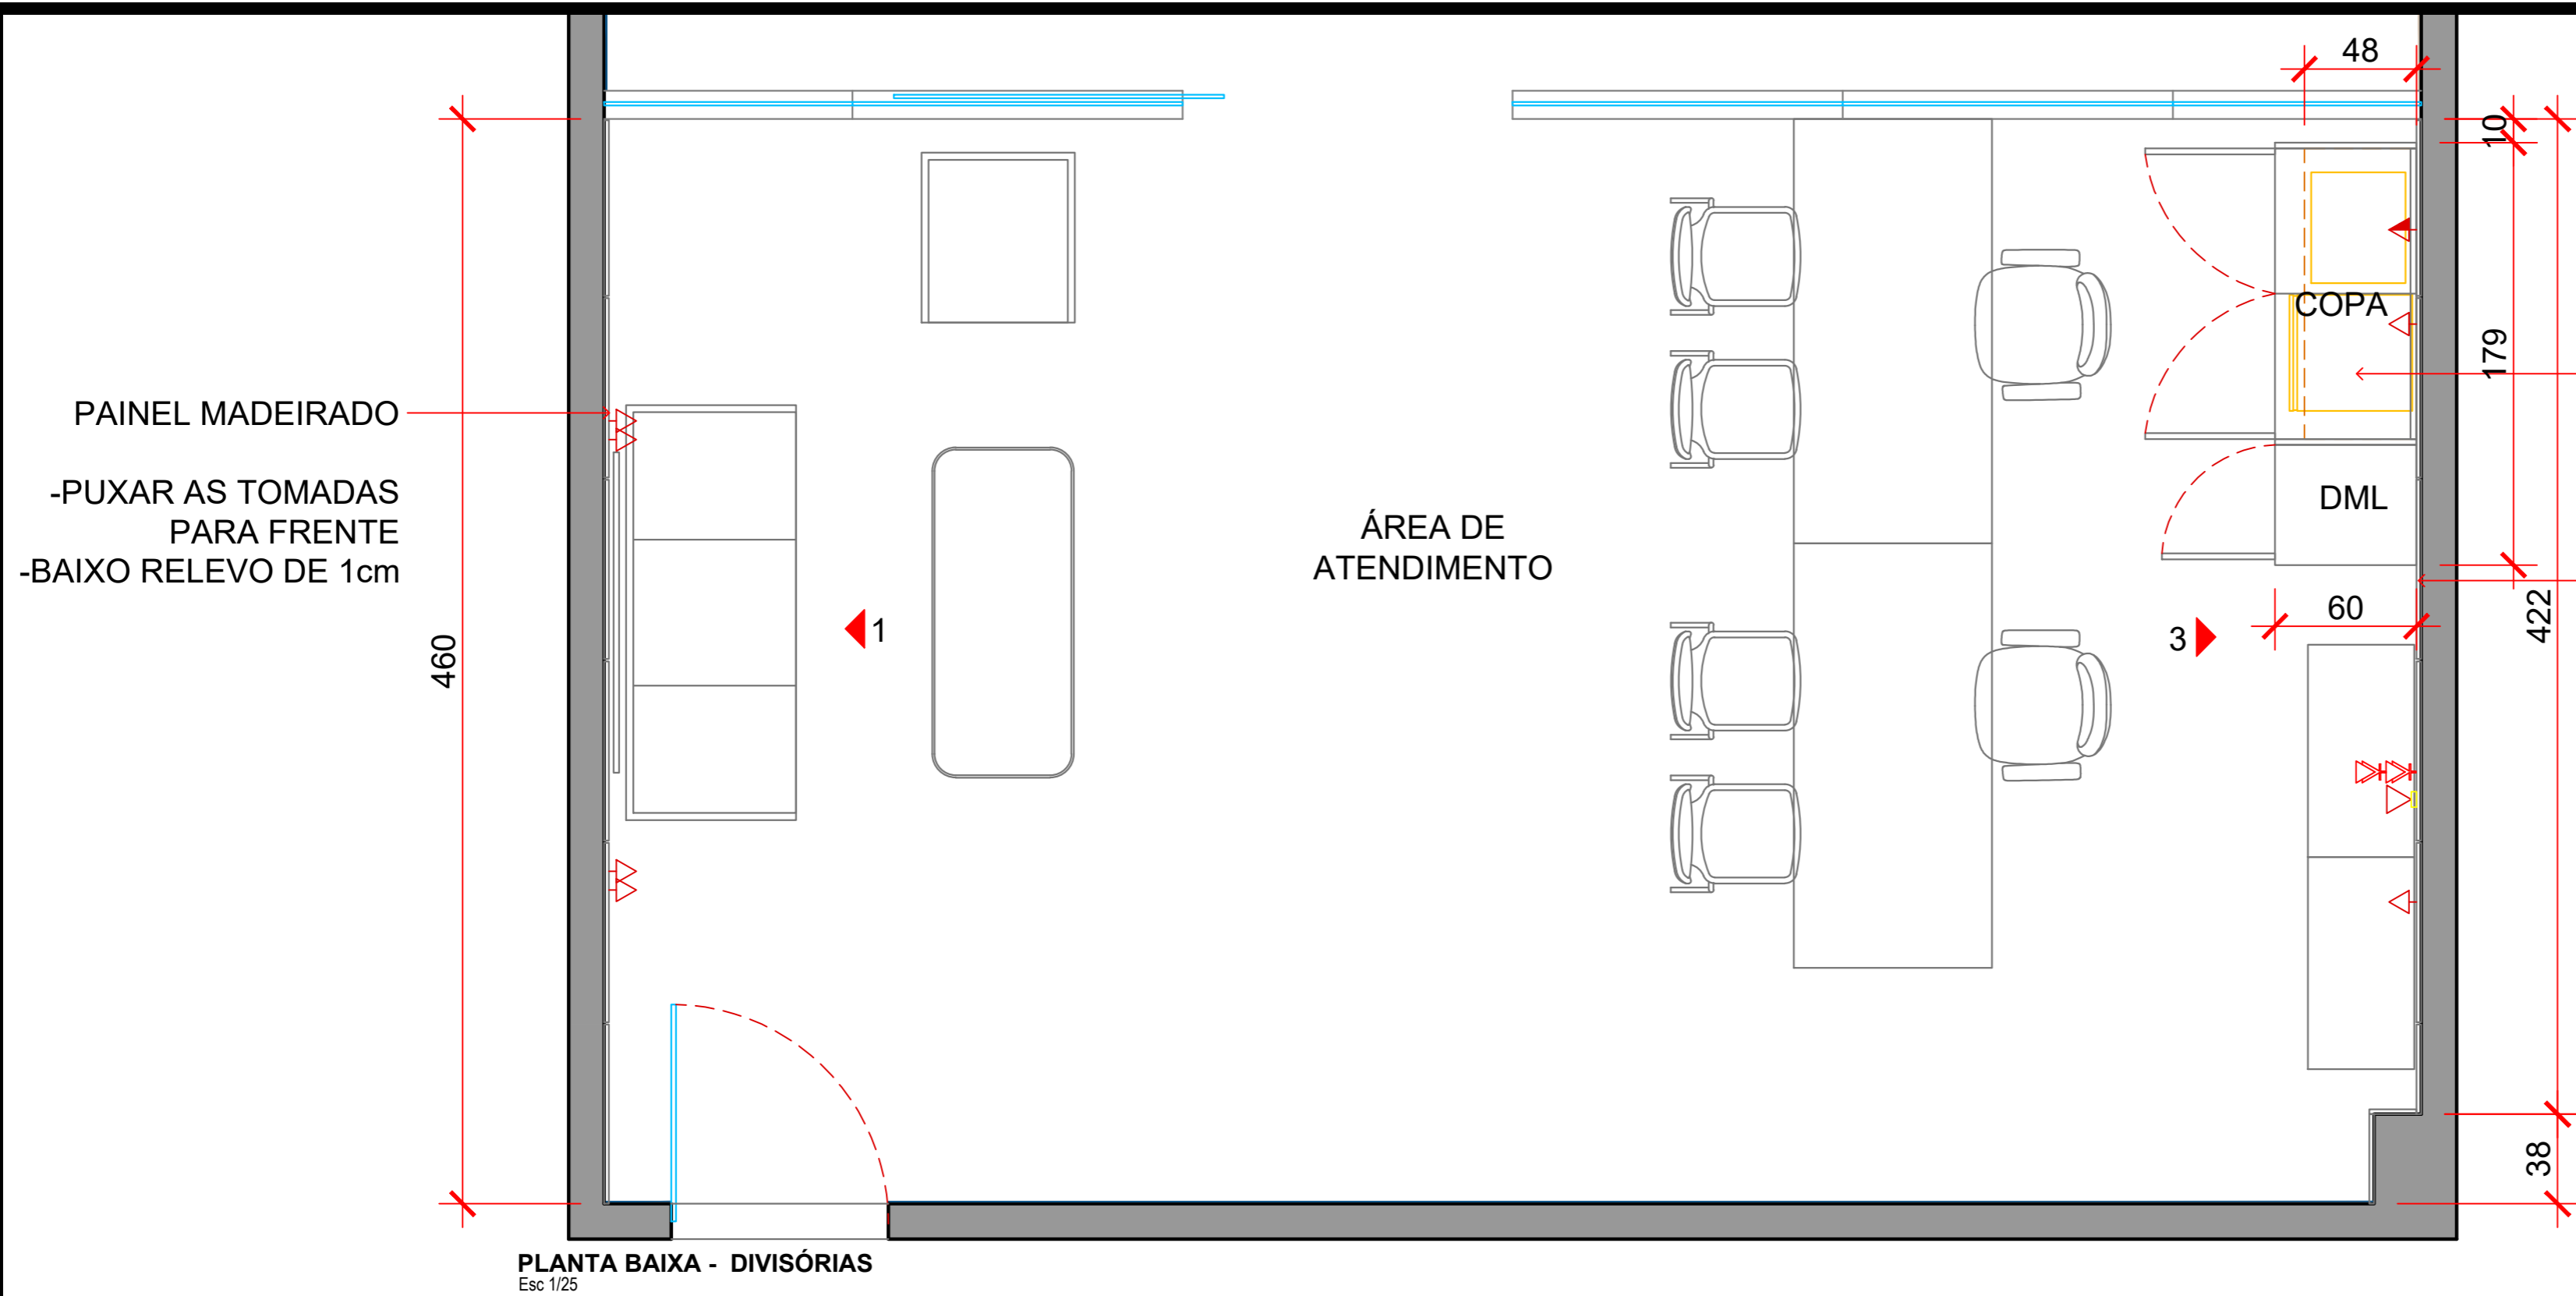 48
10
COPA
179
PAINEL MADEIRADO
-PUXAR AS TOMADAS
PARA FRENTE
-BAIXO RELEVO DE 1cm
DML
ÁREA DE
ATENDIMENTO
60
422
1
3
460
38
PLANTA BAIXA - DIVISÓRIAS
Esc 1/25